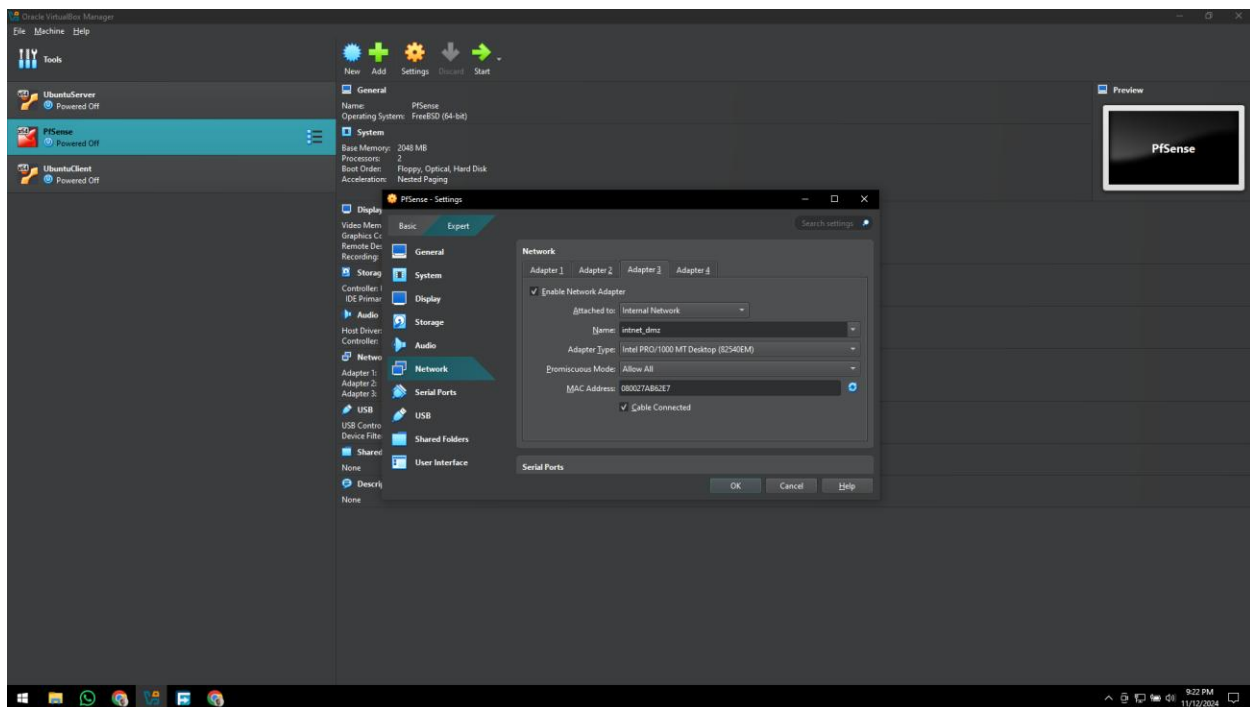 Oracle VirtualBox Manager
File Machine Help
Tools
New Add Settings Discard Start
UbuntuServer
Powered Off
PfSense
Powered Off
UbuntuClient
Powered Off
General
Name: PfSense
Operating System: FreeBSD (64-bit)
System
Base Memory: 2048 MB
Processors: 2
Boot Order: Floppy, Optical, Hard Disk
Acceleration: Nested Paging
Display
Video Mem
Graphics Cc
Remote De:
Recording:
Storag
Controller: I
IDE Primar
Audio
Host Driver:
Controller:
Netwo
Adapter 1:
Adapter 2:
Adapter 3:
USB
USB Contro
Device Filte
Shared
None
Descrip
None
Preview
PfSense
PfSense - Settings
Basic Expert
Search settings
General
System
Display
Storage
Audio
Network
Serial Ports
USB
Shared Folders
User Interface
Network
Adapter 1 Adapter 2 Adapter 3 Adapter 4
Enable Network Adapter
Attached to: Internal Network
Name: intnet_dmz
Adapter Type: Intel PRO/1000 MT Desktop (82540EM)
Promiscuous Mode: Allow All
MAC Address: 080027AB62E7
Cable Connected
Serial Ports
OK Cancel Help
9:22 PM
11/12/2024